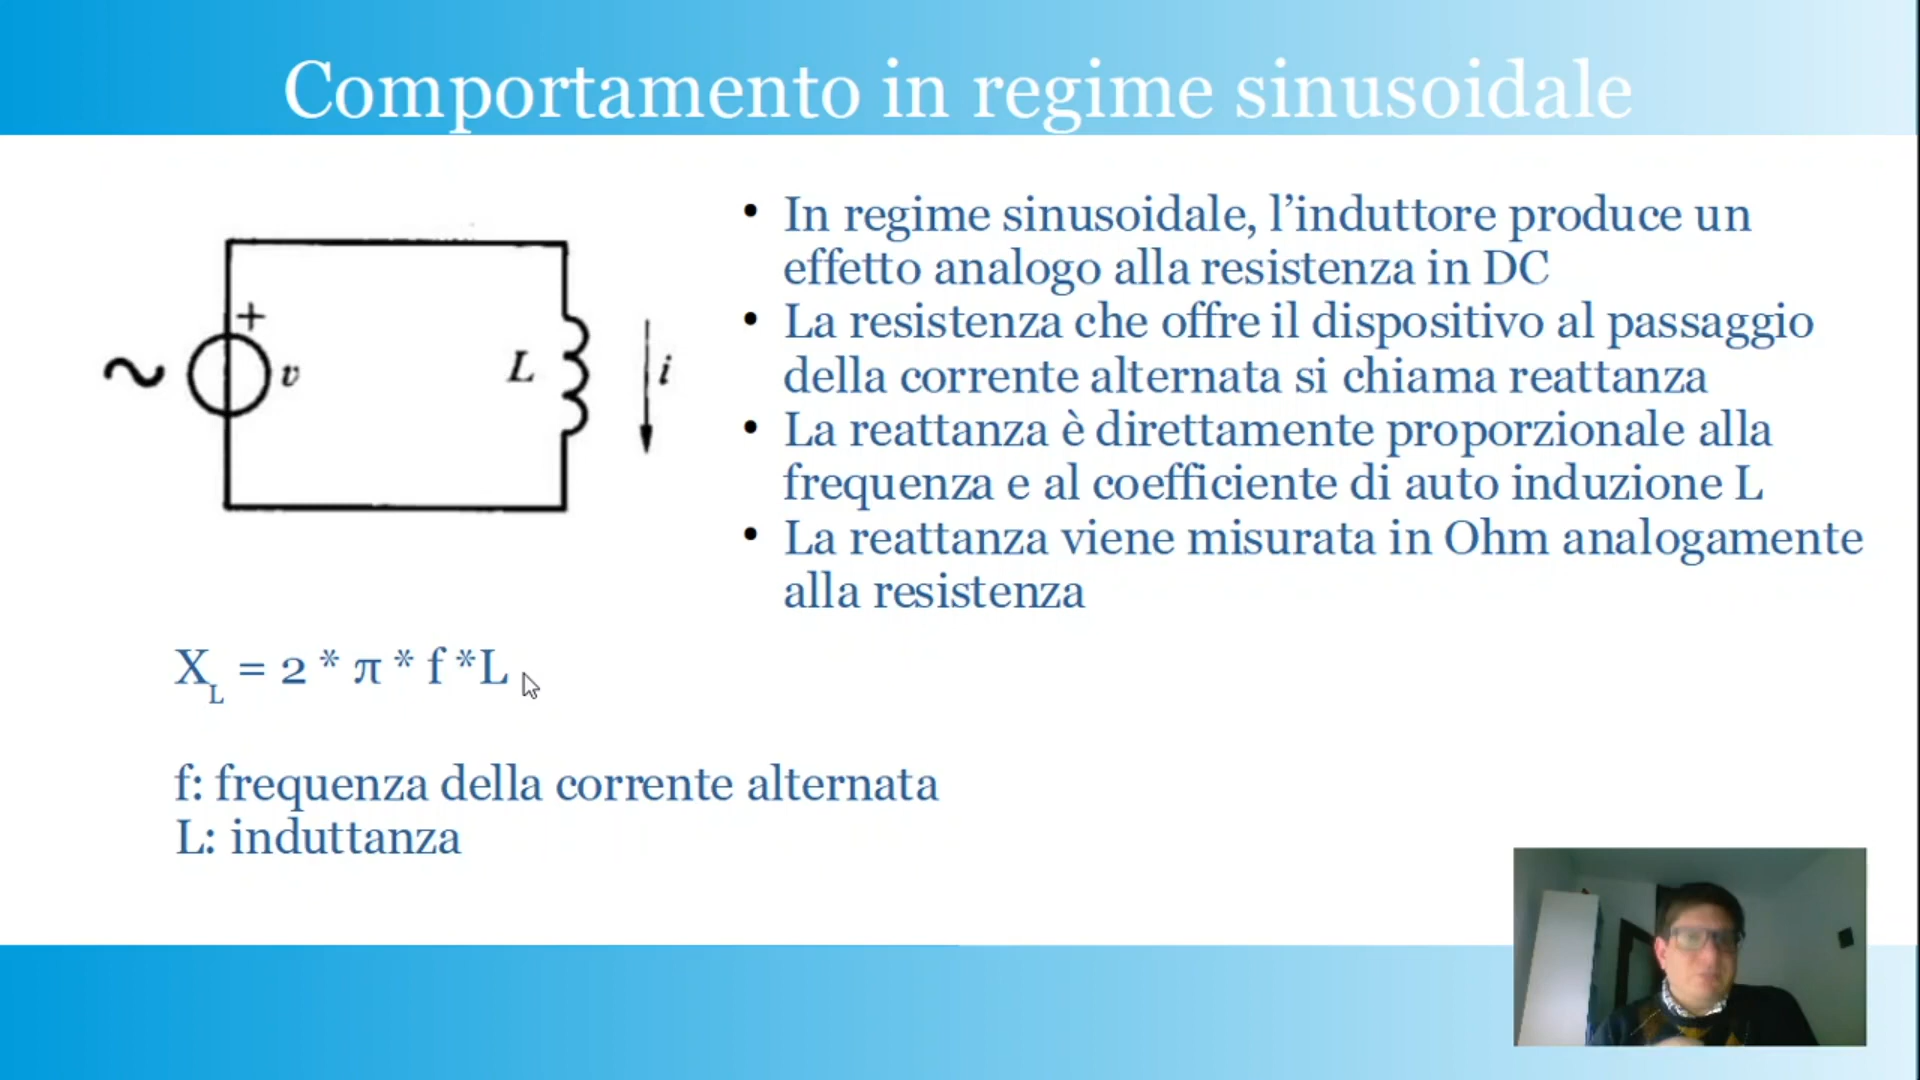 Comportamento in regime sinusoidale
+
v
L
i
• In regime sinusoidale, l’induttore produce un
effetto analogo alla resistenza in DC
• La resistenza che offre il dispositivo al passaggio
della corrente alternata si chiama reattanza
• La reattanza è direttamente proporzionale alla
frequenza e al coefficiente di auto induzione L
• La reattanza viene misurata in Ohm analogamente
alla resistenza
X_L = 2 * π * f *L
f: frequenza della corrente alternata
L: induttanza